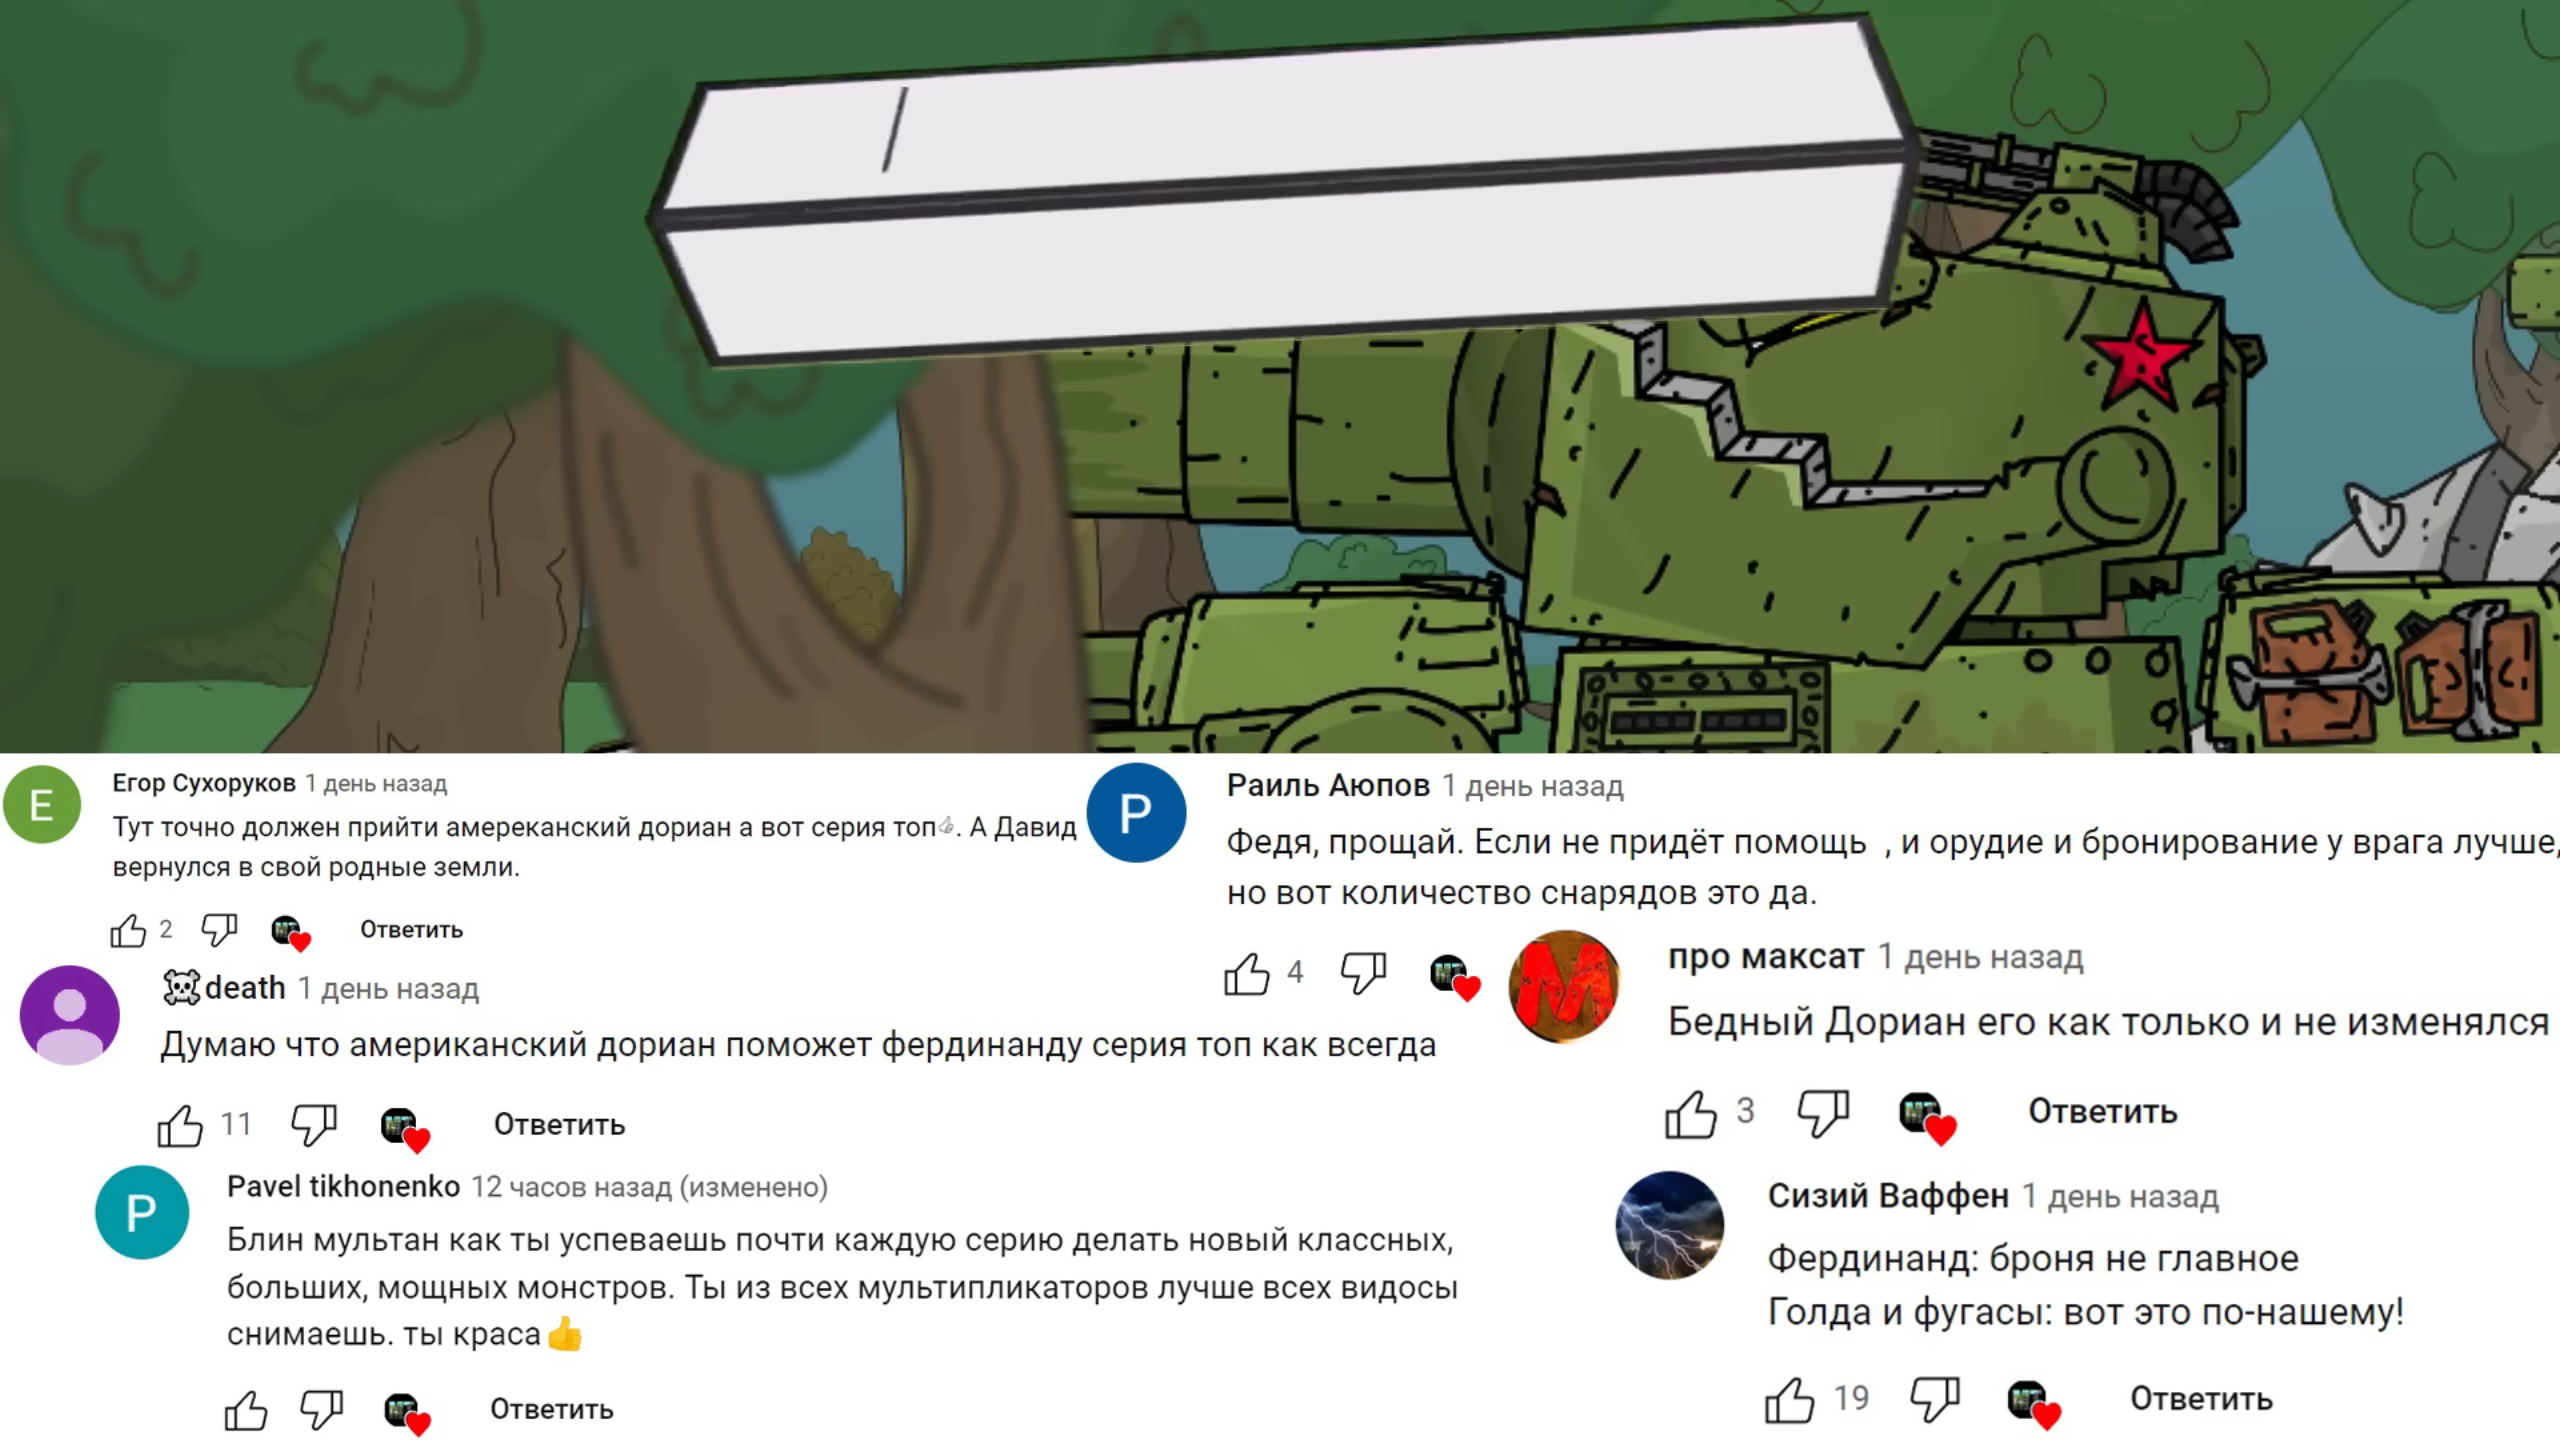 Егор Сухоруков 1 день назад
Тут точно должен прийти амереканский дориан а вот серия топ👍. А Давид
вернулся в свой родные земли.
2 Ответить
Раиль Аюпов 1 день назад
Федя, прощай. Если не придёт помощь , и орудие и бронирование у врага лучше,
но вот количество снарядов это да.
4
☠death 1 день назад
Думаю что американский дориан поможет фердинанду серия топ как всегда
11 Ответить
про максат 1 день назад
Бедный Дориан его как только и не изменялся
3 Ответить
Pavel tikhonenko 12 часов назад (изменено)
Блин мультан как ты успеваешь почти каждую серию делать новый классных,
больших, мощных монстров. Ты из всех мультипликаторов лучше всех видосы
снимаешь. ты краса👍
Ответить
Сизий Ваффен 1 день назад
Фердинанд: броня не главное
Голда и фугасы: вот это по-нашему!
19 Ответить